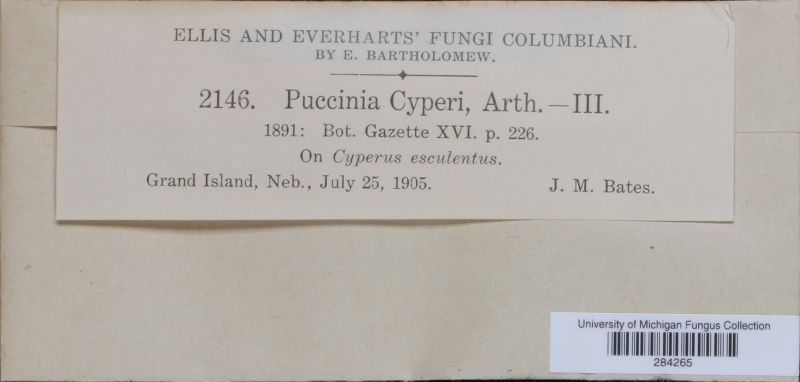 ELLIS AND EVERHARTS' FUNGI COLUMBIANI.
BY E. BARTHOLOMEW.
2146. Puccinia Cyperi, Arth.—III.
1891: Bot. Gazette XVI. p. 226.
On Cyperus esculentus.
Grand Island, Neb., July 25, 1905. J. M. Bates.
University of Michigan Fungus Collection
284265